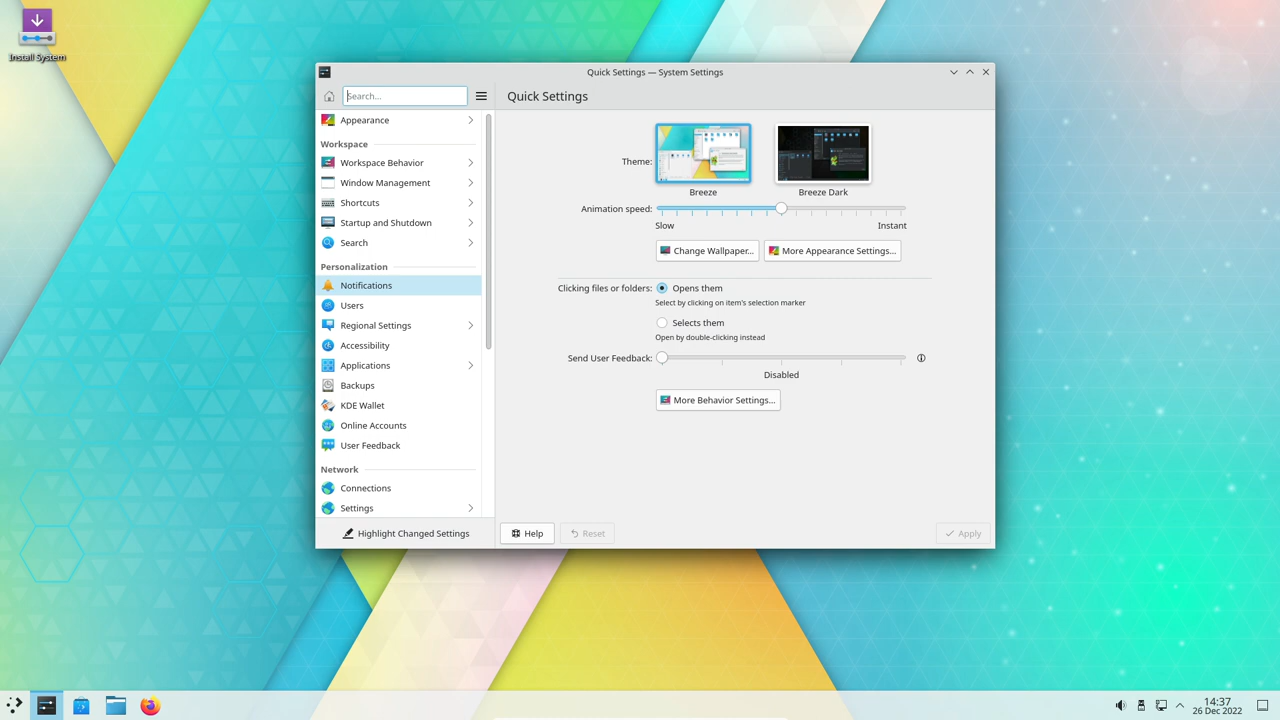 Install System
Quick Settings — System Settings
Search...
Quick Settings
Appearance
Workspace
Workspace Behavior
Window Management
Shortcuts
Startup and Shutdown
Search
Personalization
Notifications
Users
Regional Settings
Accessibility
Applications
Backups
KDE Wallet
Online Accounts
User Feedback
Network
Connections
Settings
Highlight Changed Settings
Theme:
Breeze
Breeze Dark
Animation speed:
Slow
Instant
Change Wallpaper...
More Appearance Settings...
Clicking files or folders:
Opens them
Select by clicking on item's selection marker
Selects them
Open by double-clicking instead
Send User Feedback:
Disabled
More Behavior Settings...
Help
Reset
Apply
14:37
26 Dec 2022